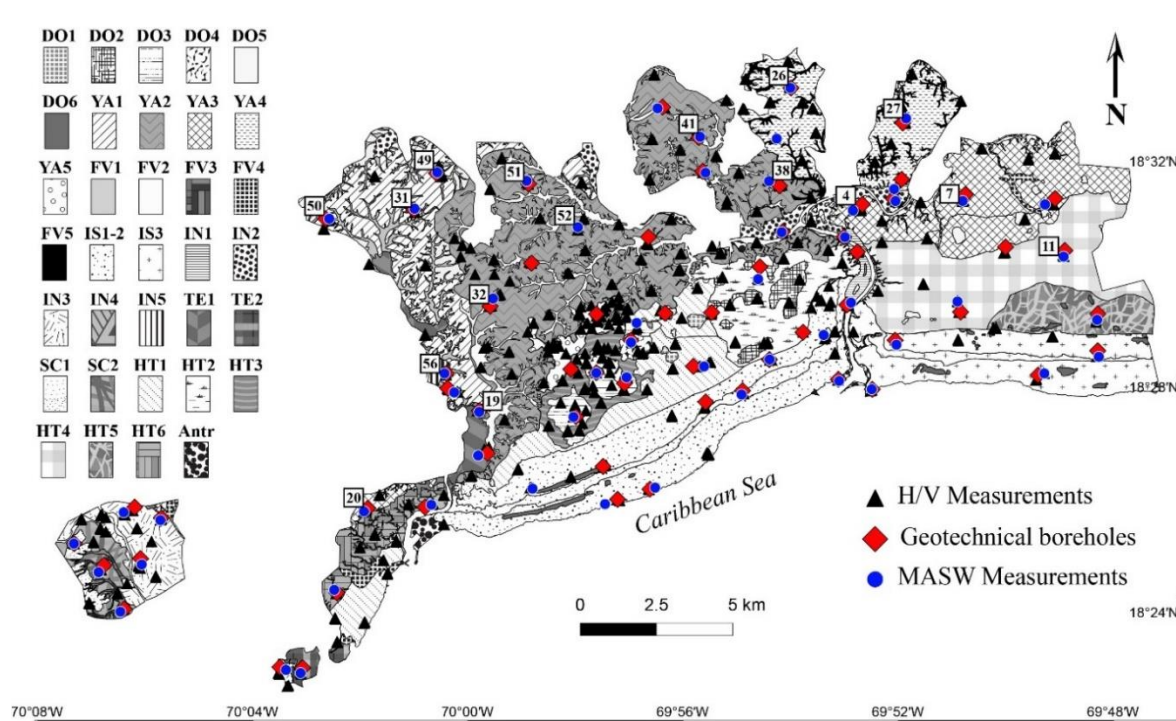 DO1 DO2 DO3 DO4 DO5
DO6 YA1 YA2 YA3 YA4
YA5 FV1 FV2 FV3 FV4
FV5 IS1-2 IS3 IN1 IN2
IN3 IN4 IN5 TE1 TE2
SC1 SC2 HT1 HT2 HT3
HT4 HT5 HT6 Antr
N
26
27
41
49
51
38
18°32'N
31
4
7
50
52
11
32
56
18°28'N
19
20
Caribbean Sea
H/V Measurements
Geotechnical boreholes
MASW Measurements
0 2.5 5 km
18°24'N
70°08'W 70°04'W 70°00'W 69°56'W 69°52'W 69°48'W